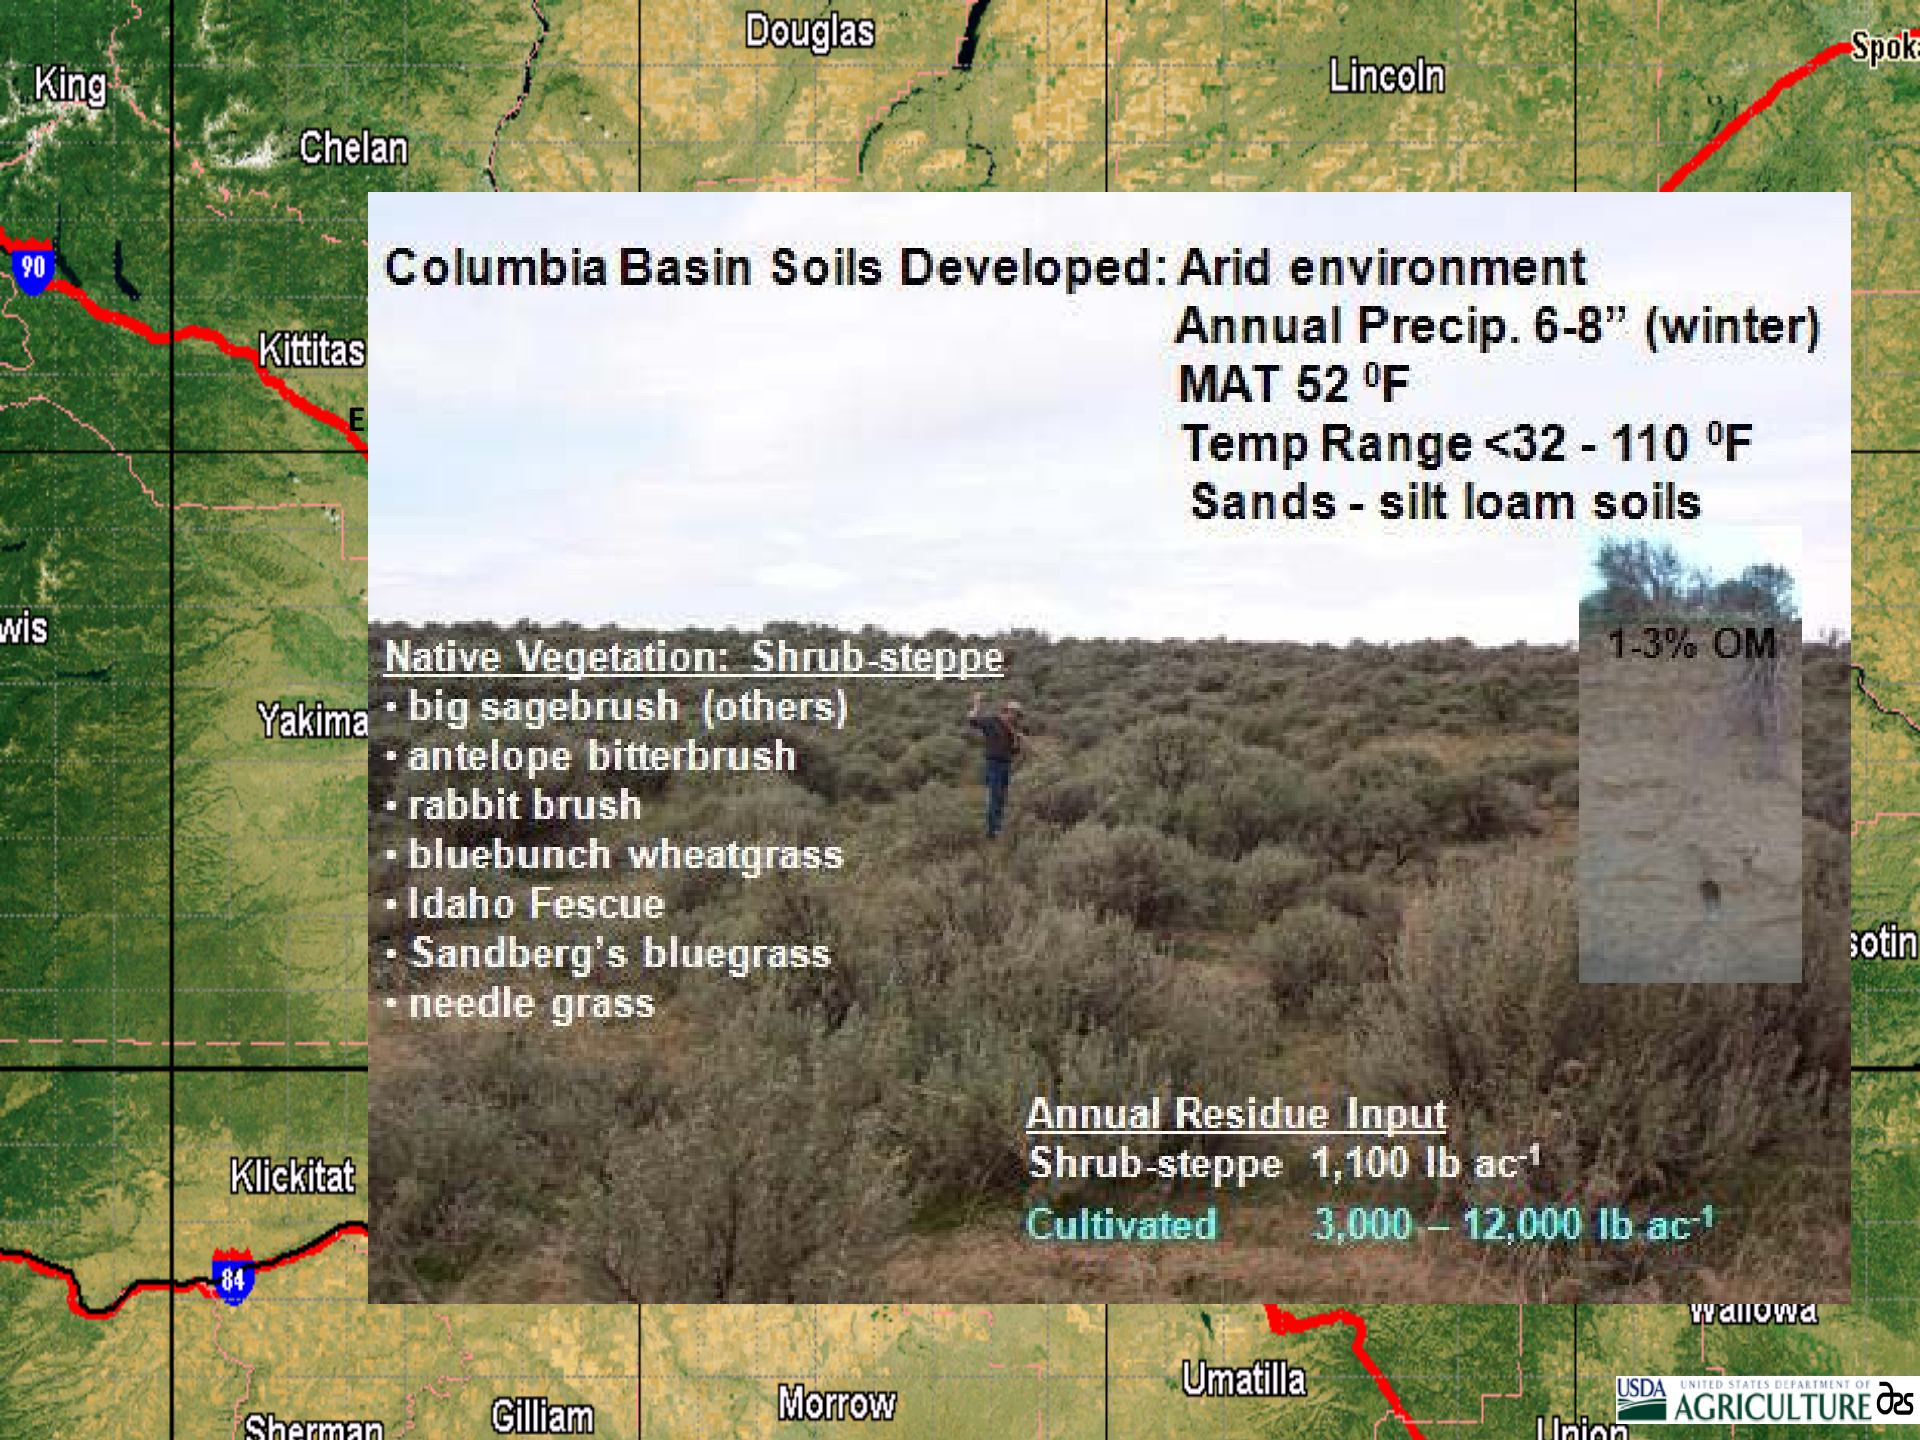 Douglas
Lincoln
Spok
King
Chelan
90
Kittitas
E
wis
Yakima
Klickitat
84
Sherman
Gilliam
Morrow
Umatilla
Union
Wallowa
sotin
Columbia Basin Soils Developed: Arid environment
Annual Precip. 6-8” (winter)
MAT 52 ⁰F
Temp Range <32 - 110 ⁰F
Sands - silt loam soils
1-3% OM
Native Vegetation: Shrub-steppe
• big sagebrush (others)
• antelope bitterbrush
• rabbit brush
• bluebunch wheatgrass
• Idaho Fescue
• Sandberg’s bluegrass
• needle grass
Annual Residue Input
Shrub-steppe 1,100 lb ac⁻¹
Cultivated 3,000 – 12,000 lb ac⁻¹
USDA UNITED STATES DEPARTMENT OF
AGRICULTURE
ars